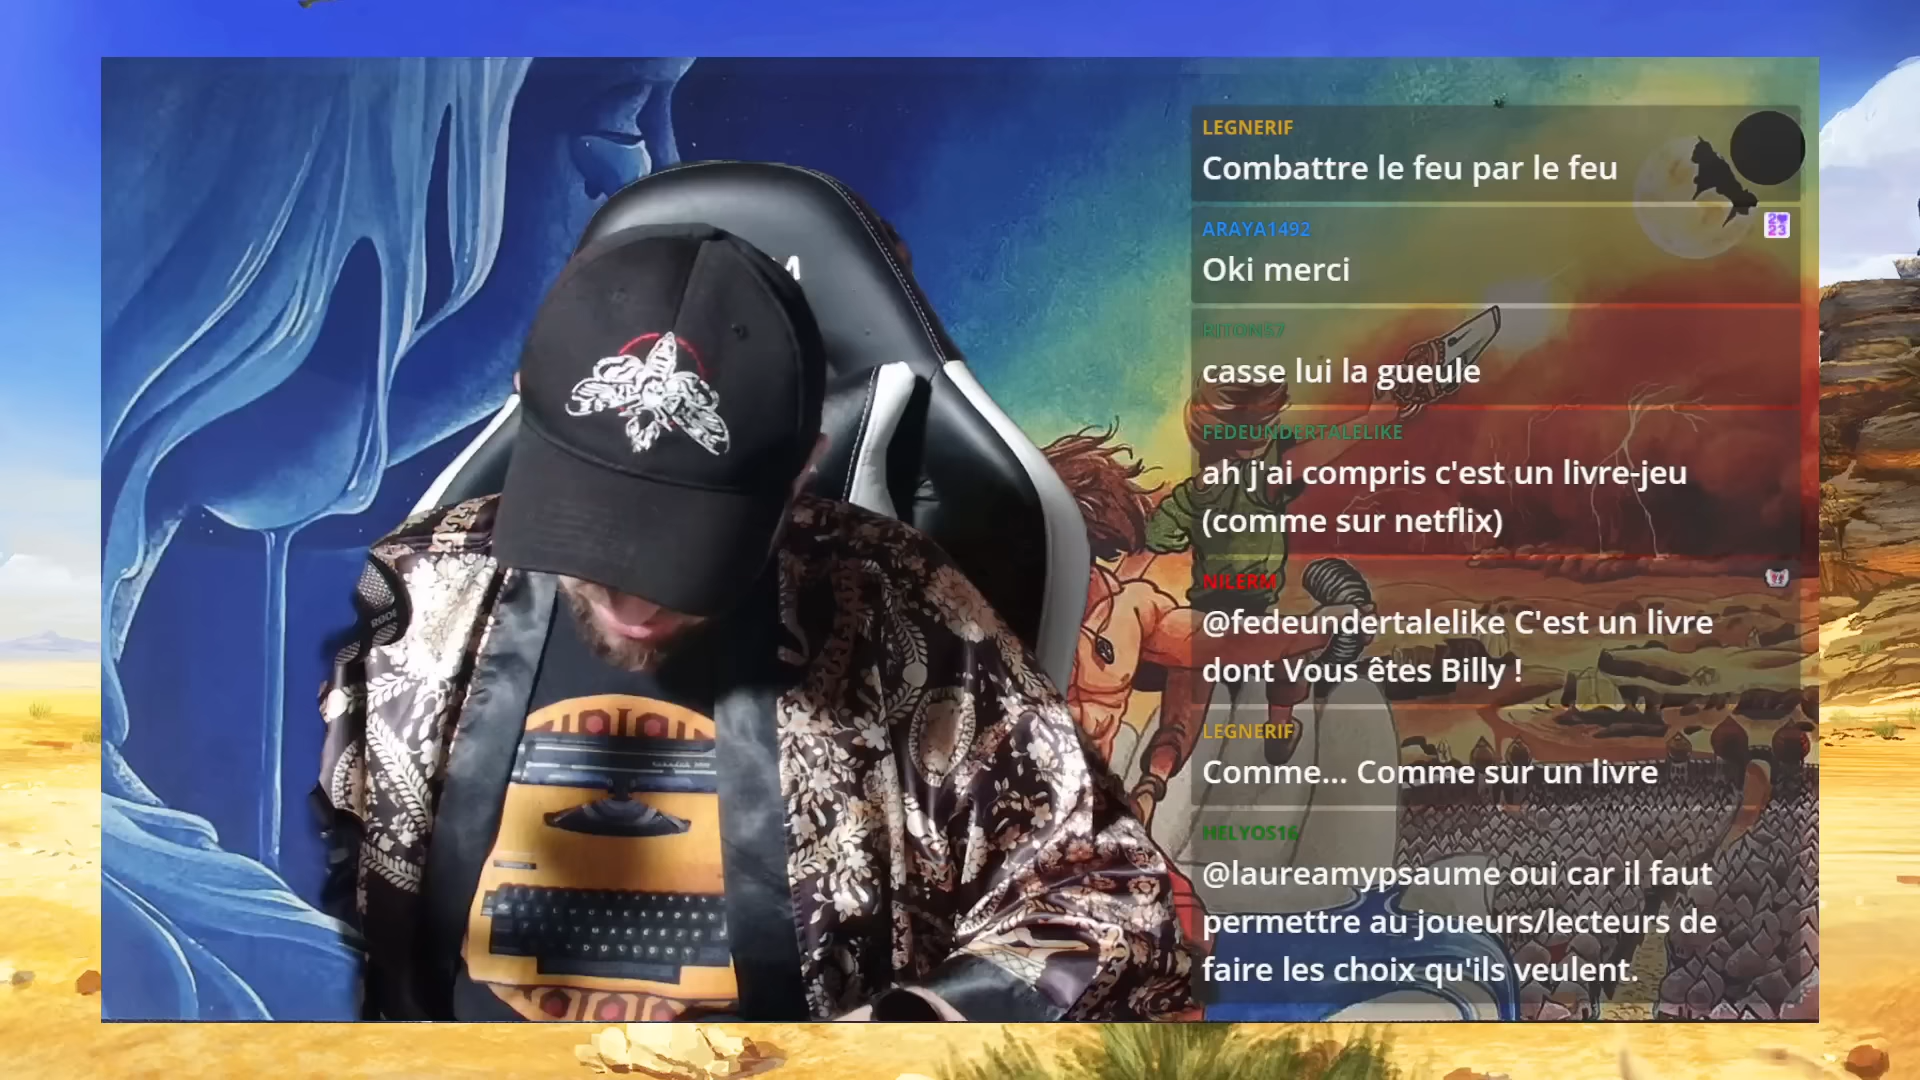 LEGNERIF
Combattre le feu par le feu
ARAYA1492
Oki merci
RITON57
casse lui la gueule
FEDEUNDERTALELIKE
ah j'ai compris c'est un livre-jeu
(comme sur netflix)
NILERM
@fedeundertalelike C'est un livre
dont Vous êtes Billy !
LEGNERIF
Comme... Comme sur un livre
HELYOS16
@laureamypsaume oui car il faut
permettre au joueurs/lecteurs de
faire les choix qu'ils veulent.